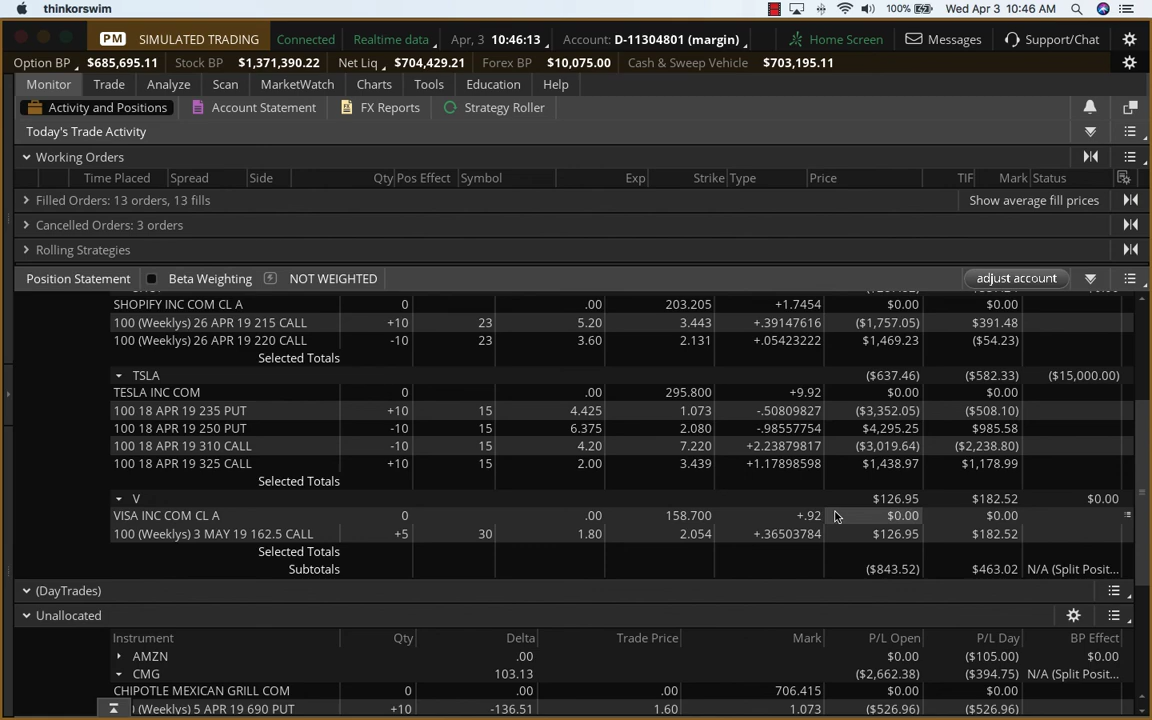 thinkorswim 100% Wed Apr 3 10:46 AM
PM SIMULATED TRADING Connected Realtime data Apr, 3 10:46:13 Account: D-11304801 (margin) Home Screen Messages Support/Chat
Option BP $685,695.11 Stock BP $1,371,390.22 Net Liq $704,429.21 Forex BP $10,075.00 Cash & Sweep Vehicle $703,195.11
Monitor Trade Analyze Scan MarketWatch Charts Tools Education Help
Activity and Positions Account Statement FX Reports Strategy Roller
Today's Trade Activity
Working Orders
Time Placed Spread Side Qty Pos Effect Symbol Exp Strike Type Price TIF Mark Status
Filled Orders: 13 orders, 13 fills Show average fill prices
Cancelled Orders: 3 orders
Rolling Strategies
Position Statement Beta Weighting NOT WEIGHTED adjust account
SHOPIFY INC COM CL A 0 .00 203.205 +1.7454 $0.00 $0.00
100 (Weeklys) 26 APR 19 215 CALL +10 23 5.20 3.443 +.39147616 ($1,757.05) $391.48
100 (Weeklys) 26 APR 19 220 CALL -10 23 3.60 2.131 +.05423222 $1,469.23 ($54.23)
Selected Totals
TSLA ($637.46) ($582.33) ($15,000.00)
TESLA INC COM 0 .00 295.800 +9.92 $0.00 $0.00
100 18 APR 19 235 PUT +10 15 4.425 1.073 -.50809827 ($3,352.05) ($508.10)
100 18 APR 19 250 PUT -10 15 6.375 2.080 -.98557754 $4,295.25 $985.58
100 18 APR 19 310 CALL -10 15 4.20 7.220 +2.23879817 ($3,019.64) ($2,238.80)
100 18 APR 19 325 CALL +10 15 2.00 3.439 +1.17898598 $1,438.97 $1,178.99
Selected Totals
V $126.95 $182.52 $0.00
VISA INC COM CL A 0 .00 158.700 +.92 $0.00 $0.00
100 (Weeklys) 3 MAY 19 162.5 CALL +5 30 1.80 2.054 +.36503784 $126.95 $182.52
Selected Totals
Subtotals ($843.52) $463.02 N/A (Split Posit...
(DayTrades)
Unallocated
Instrument Qty Delta Trade Price Mark P/L Open P/L Day BP Effect
AMZN .00 $0.00 ($105.00) $0.00
CMG 103.13 ($2,662.38) ($394.75) N/A (Split Posit...
CHIPOTLE MEXICAN GRILL COM 0 .00 .00 706.415 $0.00 $0.00
(Weeklys) 5 APR 19 690 PUT +10 -136.51 1.60 1.073 ($526.96) ($526.96)